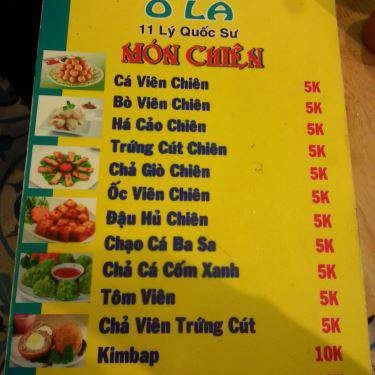 Ô LA
11 Lý Quốc Sư
MÓN CHIÊN
Cá Viên Chiên 5K
Bò Viên Chiên 5K
Há Cảo Chiên 5K
Trứng Cút Chiên 5K
Chả Giò Chiên 5K
Ốc Viên Chiên 5K
Đậu Hủ Chiên 5K
Chạo Cá Ba Sa 5K
Chả Cá Cốm Xanh 5K
Tôm Viên 5K
Chả Viên Trứng Cút 5K
Kimbap 10K